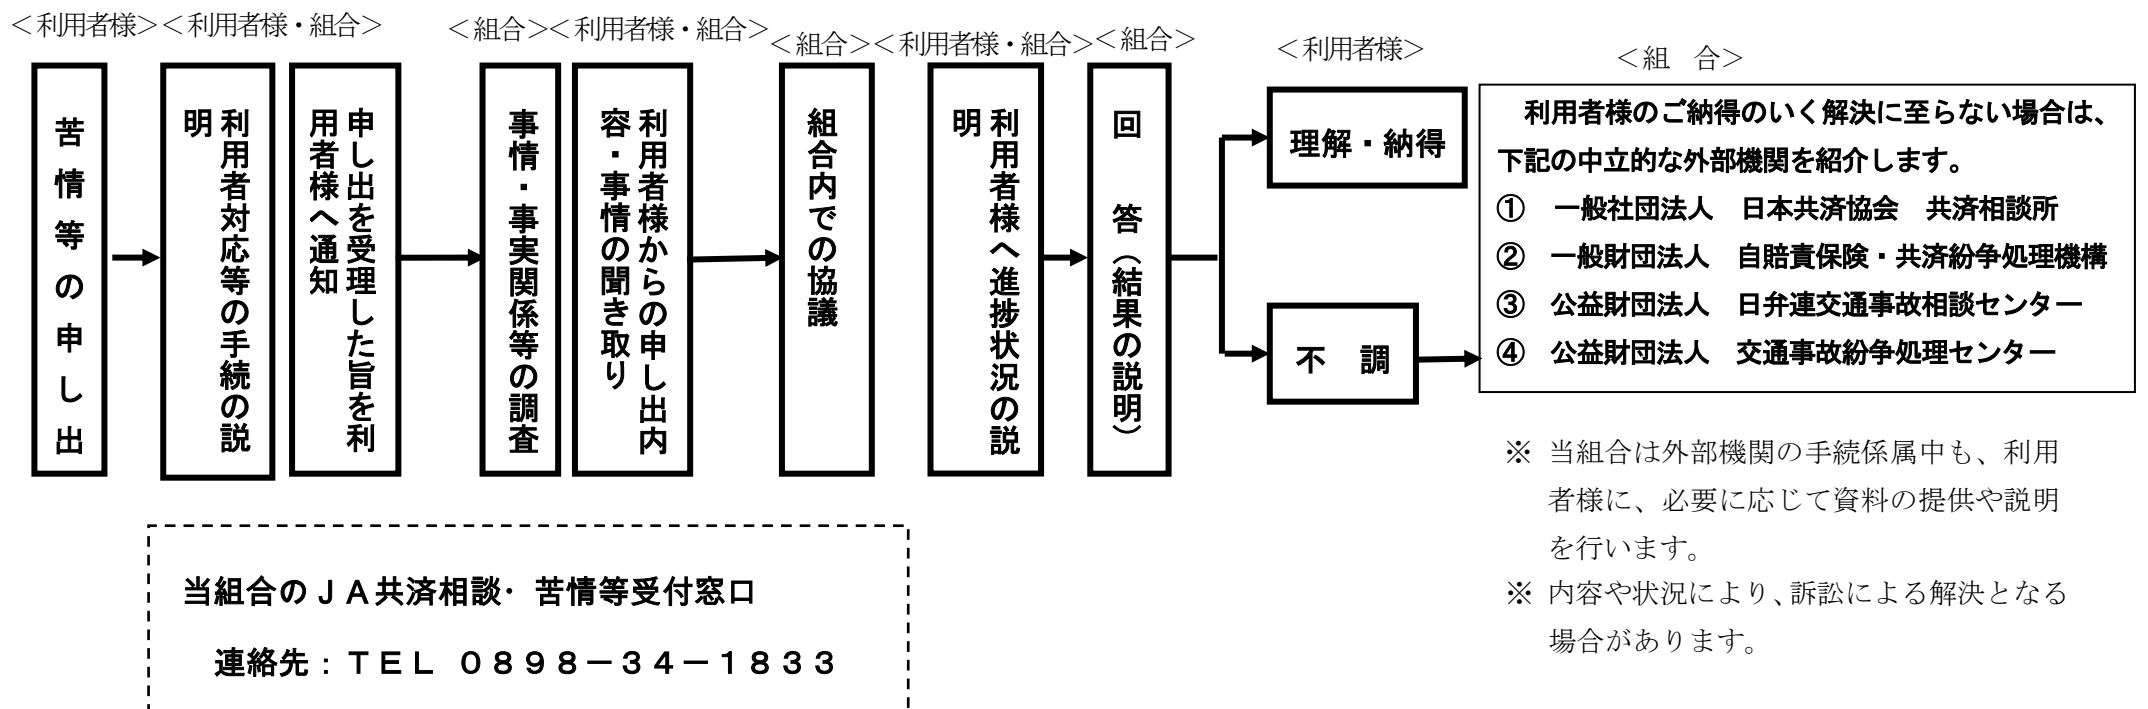 ＜利用者様＞
＜利用者様・組合＞
＜組合＞
＜利用者様・組合＞
＜組合＞
＜利用者様・組合＞
＜組合＞
＜利用者様＞
＜組　合＞
苦情等の申し出
利用者対応等の手続の説
明
申し出を受理した旨を利
用者様へ通知
事情・事実関係等の調査
利用者様からの申し出内
容・事情の聞き取り
組合内での協議
利用者様へ進捗状況の説
明
回　答（結果の説明）
理解・納得
不　調
利用者様のご納得のいく解決に至らない場合は、
下記の中立的な外部機関を紹介します。
①　一般社団法人　日本共済協会　共済相談所
②　一般財団法人　自賠責保険・共済紛争処理機構
③　公益財団法人　日弁連交通事故相談センター
④　公益財団法人　交通事故紛争処理センター
※ 当組合は外部機関の手続係属中も、利用
者様に、必要に応じて資料の提供や説明
を行います。
※ 内容や状況により、訴訟による解決となる
場合があります。
当組合のＪＡ共済相談・苦情等受付窓口
連絡先：ＴＥＬ　０８９８－３４－１８３３